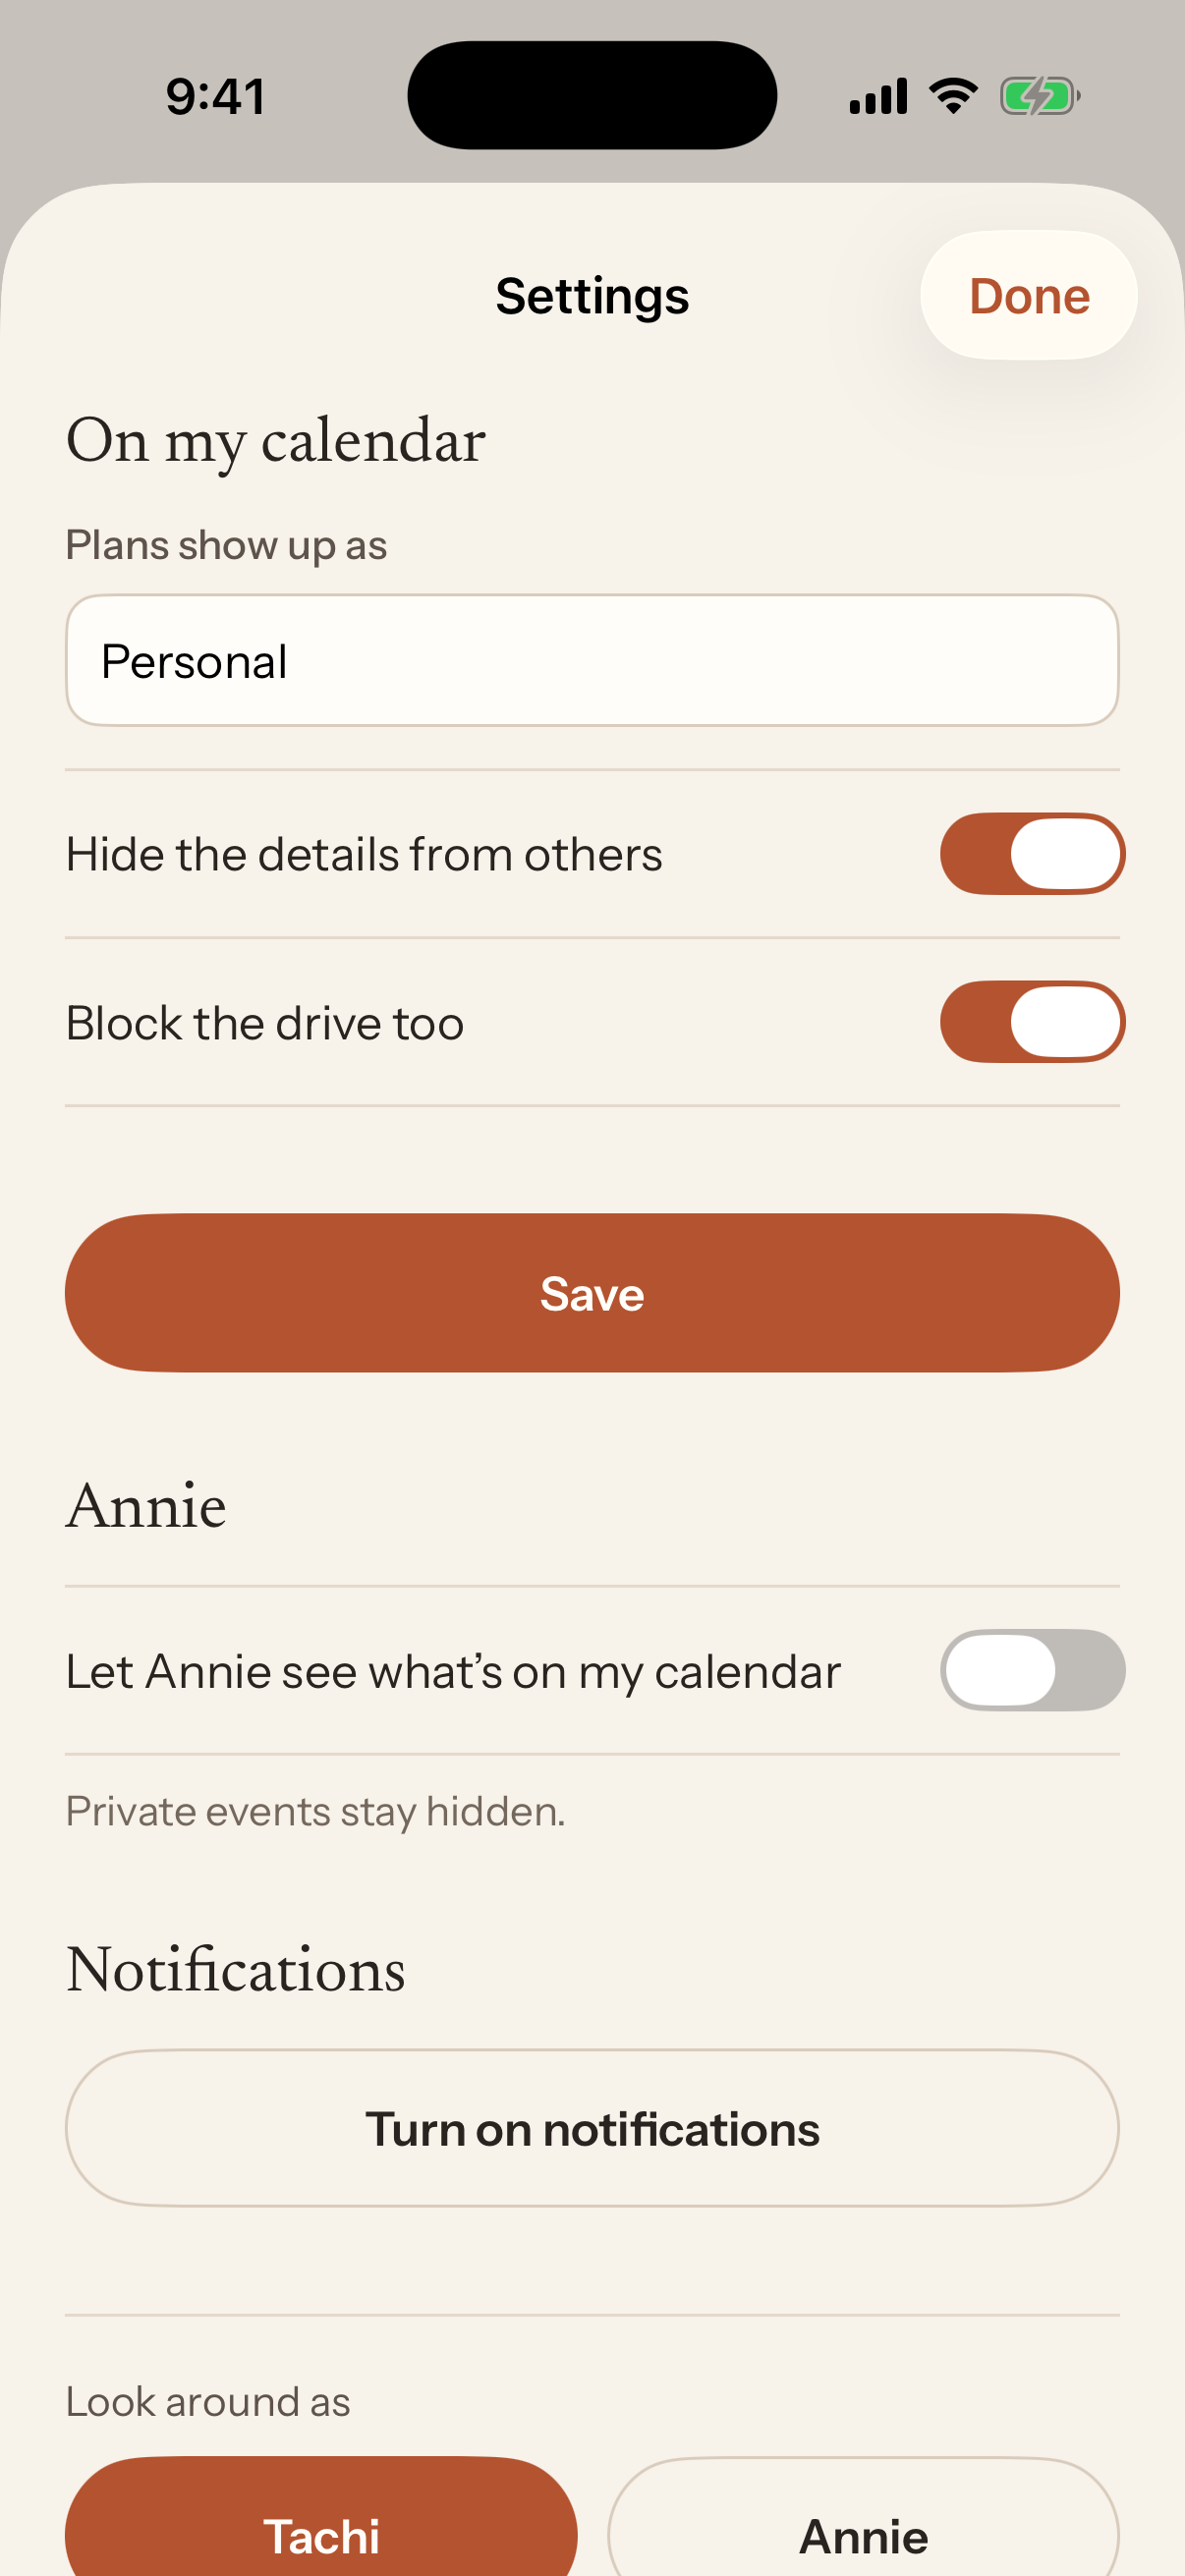 9:41
Settings
Done
On my calendar
Plans show up as
Personal
Hide the details from others
Block the drive too
Save
Annie
Let Annie see what’s on my calendar
Private events stay hidden.
Notifications
Turn on notifications
Look around as
Tachi
Annie